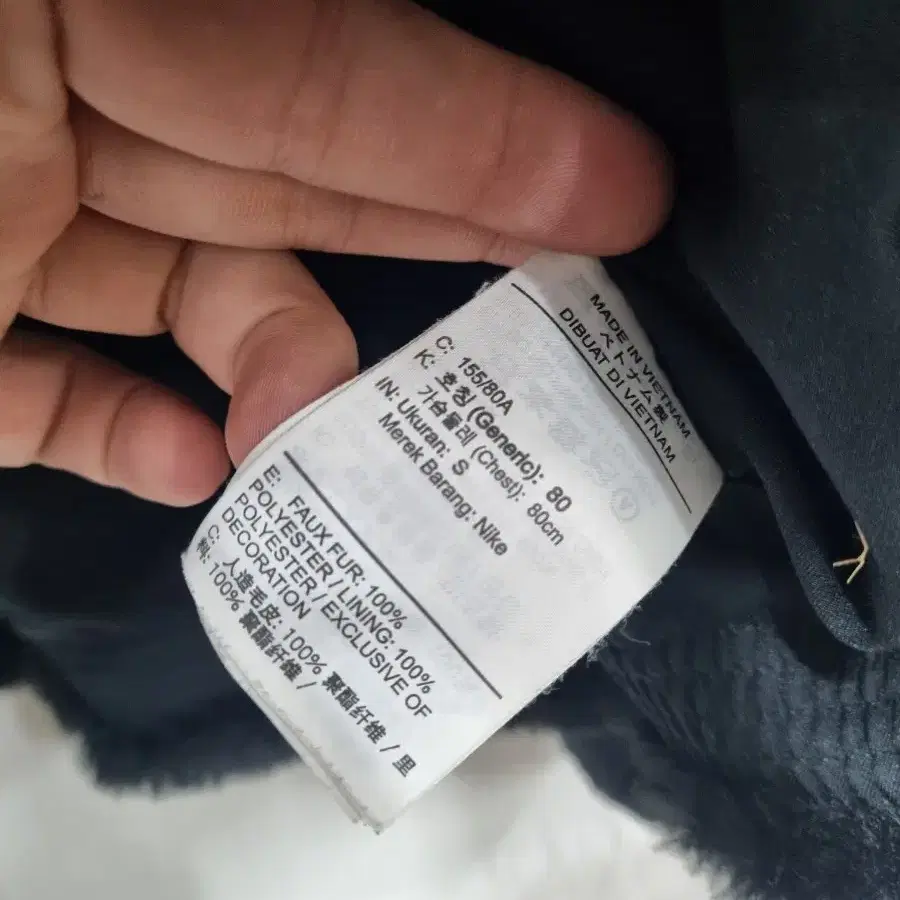 MADE IN VIETNAM
ベトナム製
DIBUAT DI VIETNAM
C: 155/80A
K: 호칭 (Generic): 80
가슴둘레 (Chest): 80cm
IN: Ukuran: S
Merek Barang: Nike
E: FAUX FUR: 100%
POLYESTER / LINING: 100%
POLYESTER / EXCLUSIVE OF
DECORATION
C: 人造毛皮: 100% 聚酯纤维 / 里
料: 100% 聚酯纤维 /